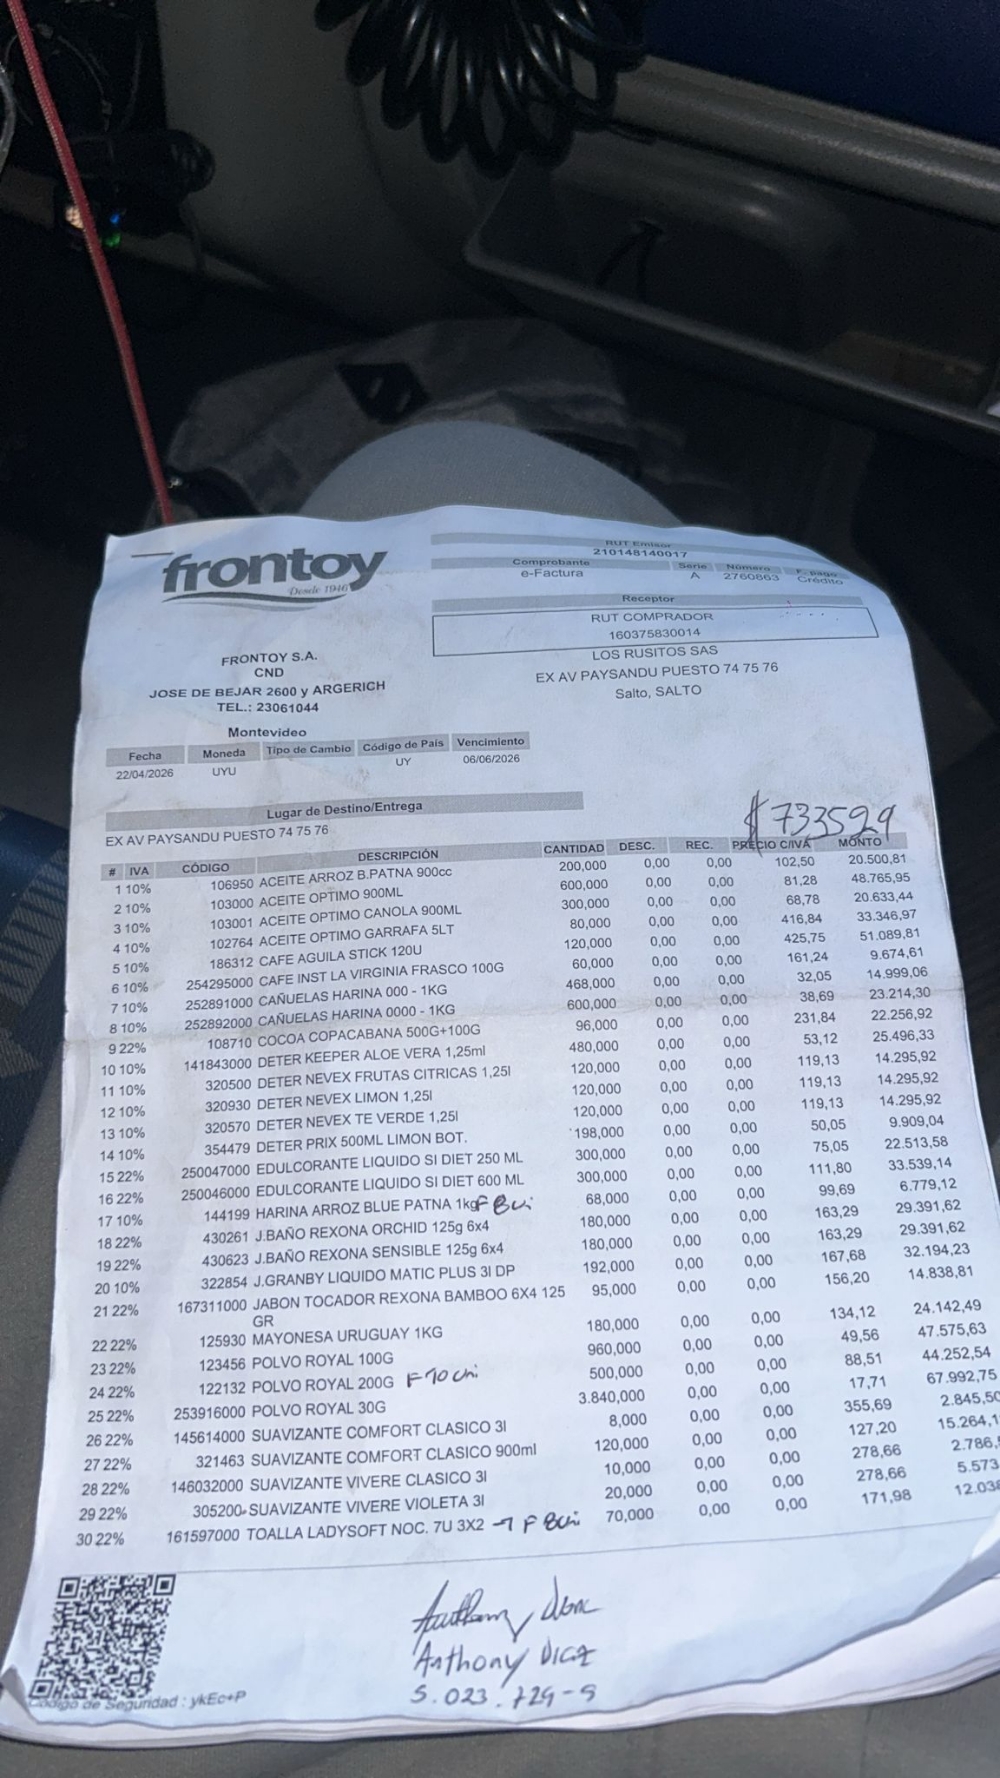 frontoy
Desde 1946
RUT Emisor
210148140017
Comprobante Serie Número F. pago
e-Factura A 2760863 Crédito
Receptor
RUT COMPRADOR
160375830014
LOS RUSITOS SAS
EX AV PAYSANDU PUESTO 74 75 76
Salto, SALTO
FRONTOY S.A.
CND
JOSE DE BEJAR 2600 y ARGERICH
TEL.: 23061044
Montevideo
Fecha Moneda Tipo de Cambio Código de País Vencimiento
22/04/2026 UYU UY 06/06/2026
Lugar de Destino/Entrega
EX AV PAYSANDU PUESTO 74 75 76
$ 733529
# IVA CÓDIGO DESCRIPCIÓN CANTIDAD DESC. REC. PRECIO C/IVA MONTO
1 10% 106950 ACEITE ARROZ B.PATNA 900cc 200,000 0,00 0,00 102,50 20.500,81
2 10% 103000 ACEITE OPTIMO 900ML 600,000 0,00 0,00 81,28 48.765,95
3 10% 103001 ACEITE OPTIMO CANOLA 900ML 300,000 0,00 0,00 68,78 20.633,44
4 10% 102764 ACEITE OPTIMO GARRAFA 5LT 80,000 0,00 0,00 416,84 33.346,97
5 10% 186312 CAFE AGUILA STICK 120U 120,000 0,00 0,00 425,75 51.089,81
6 10% 254295000 CAFE INST LA VIRGINIA FRASCO 100G 60,000 0,00 0,00 161,24 9.674,61
7 10% 252891000 CAÑUELAS HARINA 000 - 1KG 468,000 0,00 0,00 32,05 14.999,06
8 10% 252892000 CAÑUELAS HARINA 0000 - 1KG 600,000 0,00 0,00 38,69 23.214,30
9 22% 108710 COCOA COPACABANA 500G+100G 96,000 0,00 0,00 231,84 22.256,92
10 10% 141843000 DETER KEEPER ALOE VERA 1,25ml 480,000 0,00 0,00 53,12 25.496,33
11 10% 320500 DETER NEVEX FRUTAS CITRICAS 1,25l 120,000 0,00 0,00 119,13 14.295,92
12 10% 320930 DETER NEVEX LIMON 1,25l 120,000 0,00 0,00 119,13 14.295,92
13 10% 320570 DETER NEVEX TE VERDE 1,25l 120,000 0,00 0,00 119,13 14.295,92
14 10% 354479 DETER PRIX 500ML LIMON BOT. 198,000 0,00 0,00 50,05 9.909,04
15 22% 250047000 EDULCORANTE LIQUIDO SI DIET 250 ML 300,000 0,00 0,00 75,05 22.513,58
16 22% 250046000 EDULCORANTE LIQUIDO SI DIET 600 ML 300,000 0,00 0,00 111,80 33.539,14
17 10% 144199 HARINA ARROZ BLUE PATNA 1kg F 8 uni 68,000 0,00 0,00 99,69 6.779,12
18 22% 430261 J.BAÑO REXONA ORCHID 125g 6x4 180,000 0,00 0,00 163,29 29.391,62
19 22% 430623 J.BAÑO REXONA SENSIBLE 125g 6x4 180,000 0,00 0,00 163,29 29.391,62
20 10% 322854 J.GRANBY LIQUIDO MATIC PLUS 3l DP 192,000 0,00 0,00 167,68 32.194,23
21 22% 167311000 JABON TOCADOR REXONA BAMBOO 6X4 125 95,000 0,00 0,00 156,20 14.838,81
GR
22 22% 125930 MAYONESA URUGUAY 1KG 180,000 0,00 0,00 134,12 24.142,49
23 22% 123456 POLVO ROYAL 100G 960,000 0,00 0,00 49,56 47.575,63
24 22% 122132 POLVO ROYAL 200G F 10 uni 500,000 0,00 0,00 88,51 44.252,54
25 22% 253916000 POLVO ROYAL 30G 3.840,000 0,00 0,00 17,71 67.992,75
26 22% 145614000 SUAVIZANTE COMFORT CLASICO 3l 8,000 0,00 0,00 355,69 2.845,50
27 22% 321463 SUAVIZANTE COMFORT CLASICO 900ml 120,000 0,00 0,00 127,20 15.264,1
28 22% 146032000 SUAVIZANTE VIVERE CLASICO 3l 10,000 0,00 0,00 278,66 2.786,
29 22% 305200 SUAVIZANTE VIVERE VIOLETA 3l 20,000 0,00 0,00 278,66 5.573
30 22% 161597000 TOALLA LADYSOFT NOC. 7U 3X2 → F 8 uni 70,000 0,00 0,00 171,98 12.038
Anthony Diaz
5.023.729-5
Código de Seguridad : ykEc+P